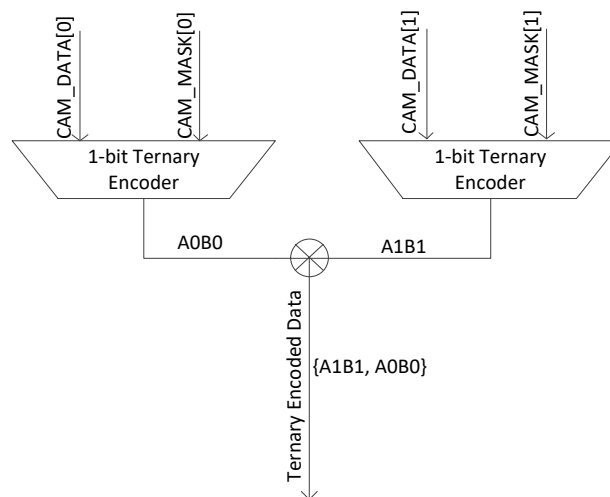 CAM_DATA[0]
CAM_MASK[0]
CAM_DATA[1]
CAM_MASK[1]
1-bit Ternary
Encoder
1-bit Ternary
Encoder
A0B0
A1B1
Ternary Encoded Data
{A1B1, A0B0}